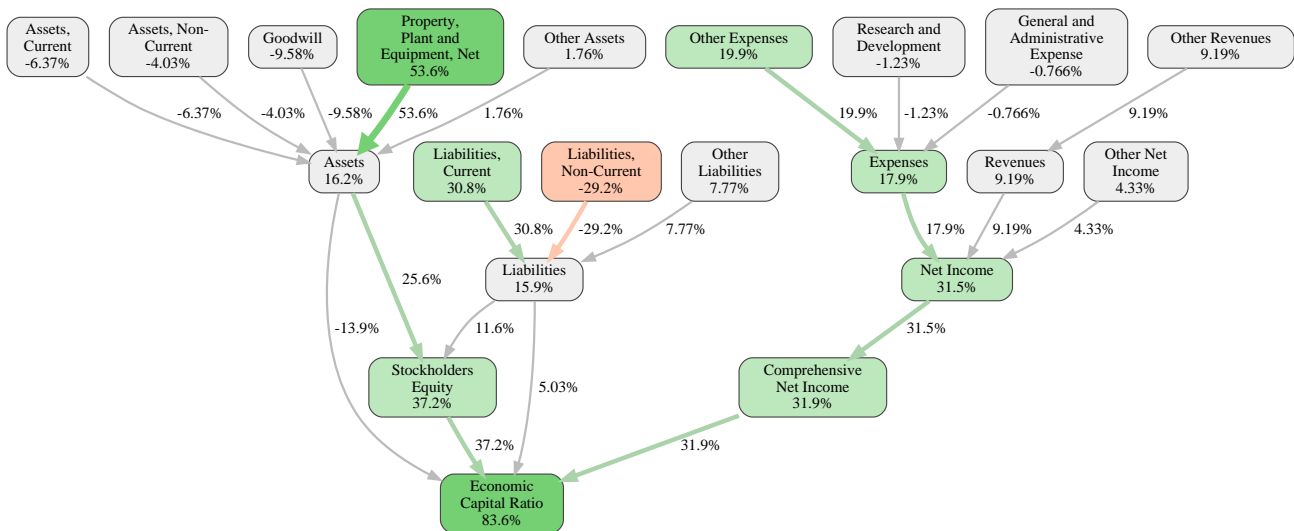 Assets,
Current
-6.37%
Assets, Non-
Current
-4.03%
Goodwill
-9.58%
Property,
Plant and
Equipment, Net
53.6%
Other Assets
1.76%
Other Expenses
19.9%
Research and
Development
-1.23%
General and
Administrative
Expense
-0.766%
Other Revenues
9.19%
-6.37%
-4.03%
-9.58%
53.6%
1.76%
19.9%
-1.23%
-0.766%
9.19%
Assets
16.2%
Liabilities,
Current
30.8%
Liabilities,
Non-Current
-29.2%
Other
Liabilities
7.77%
Expenses
17.9%
Revenues
9.19%
Other Net
Income
4.33%
30.8%
-29.2%
7.77%
17.9%
9.19%
4.33%
25.6%
Liabilities
15.9%
Net Income
31.5%
-13.9%
11.6%
31.5%
Stockholders
Equity
37.2%
5.03%
Comprehensive
Net Income
31.9%
37.2%
31.9%
Economic
Capital Ratio
83.6%